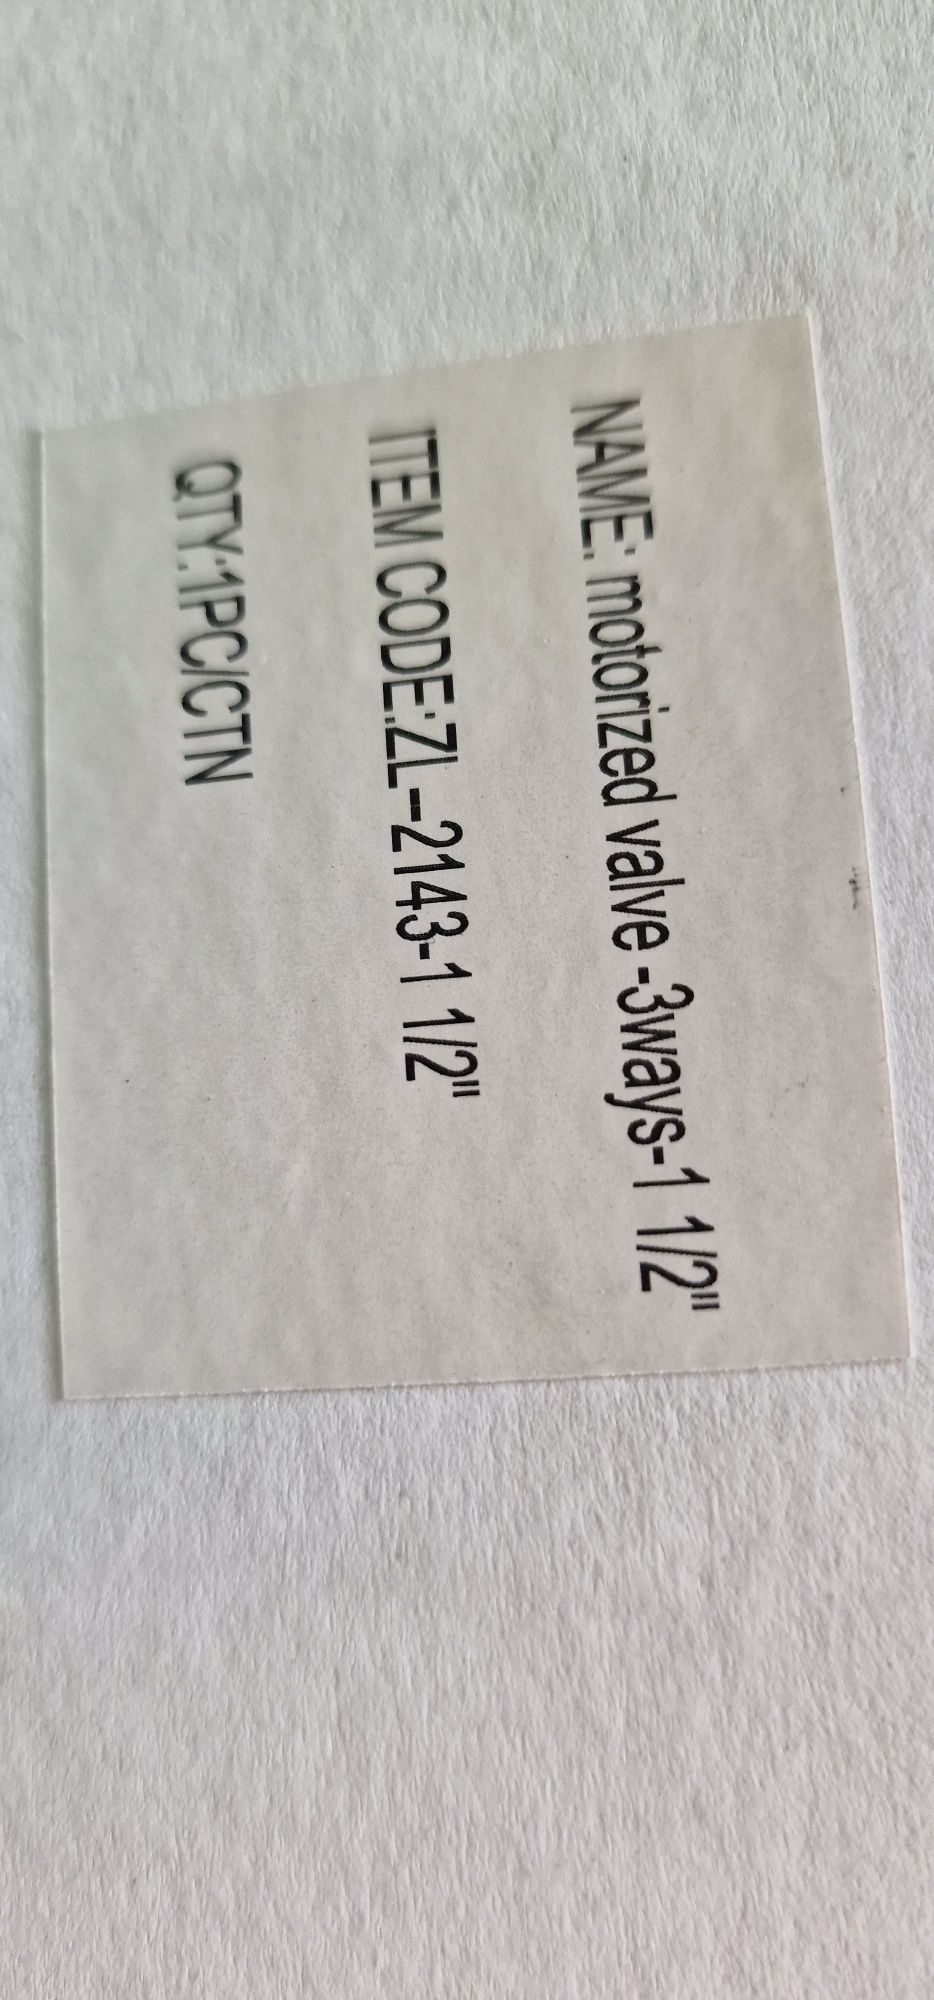 NAME: motorized valve -3ways-1 1/2"
ITEM CODE:ZL-2143-1 1/2"
QTY:1PC/CTN